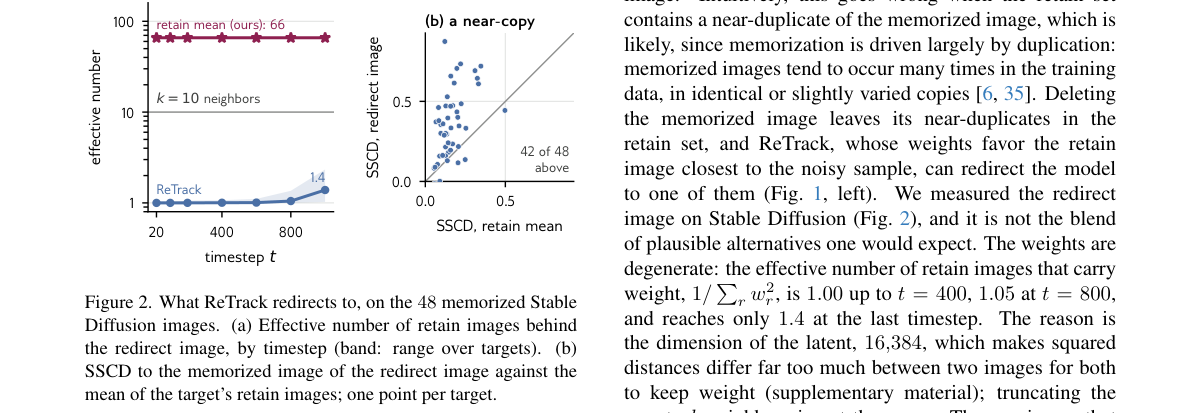 100
10
1
effective number
retain mean (ours): 66
k = 10 neighbors
ReTrack
1.4
20
400
800
timestep t
(b) a near-copy
SSCD, redirect image
0.5
0.0
42 of 48
above
0.0
0.5
SSCD, retain mean
Figure 2. What ReTrack redirects to, on the 48 memorized Stable
Diffusion images. (a) Effective number of retain images behind
the redirect image, by timestep (band: range over targets). (b)
SSCD to the memorized image of the redirect image against the
mean of the target's retain images; one point per target.
contains a near-duplicate of the memorized image, which is
likely, since memorization is driven largely by duplication:
memorized images tend to occur many times in the training
data, in identical or slightly varied copies [6, 35]. Deleting
the memorized image leaves its near-duplicates in the
retain set, and ReTrack, whose weights favor the retain
image closest to the noisy sample, can redirect the model
to one of them (Fig. 1, left). We measured the redirect
image on Stable Diffusion (Fig. 2), and it is not the blend
of plausible alternatives one would expect. The weights are
degenerate: the effective number of retain images that carry
weight, 1/∑_r w_r^2, is 1.00 up to t = 400, 1.05 at t = 800,
and reaches only 1.4 at the last timestep. The reason is
the dimension of the latent, 16,384, which makes squared
distances differ far too much between two images for both
to keep weight (supplementary material); truncating the